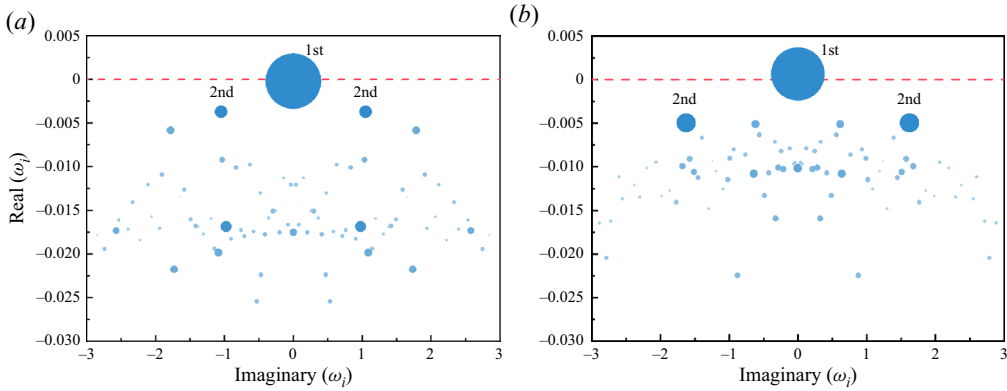 (a)
0.005
0
–0.005
–0.010
–0.015
–0.020
–0.025
–0.030
Real (ωi)
1st
2nd
2nd
–3
–2
–1
0
1
2
3
Imaginary (ωi)
(b)
0.005
0
–0.005
–0.010
–0.015
–0.020
–0.025
–0.030
1st
2nd
2nd
–3
–2
–1
0
1
2
3
Imaginary (ωi)